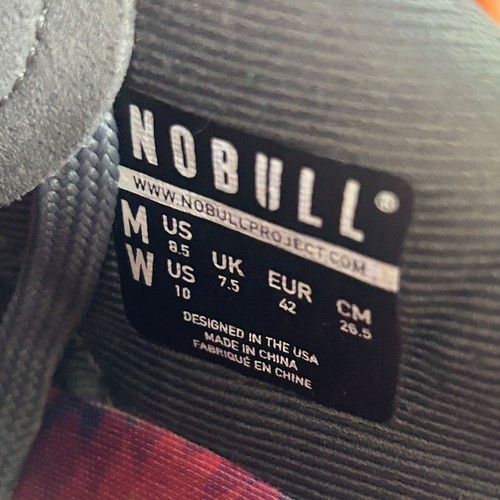 NOBULL®
WWW.NOBULLPROJECT.COM
M US 8.5
W US 10
UK 7.5
EUR 42
CM 26.5
DESIGNED IN THE USA
MADE IN CHINA
FABRIQUÉ EN CHINE